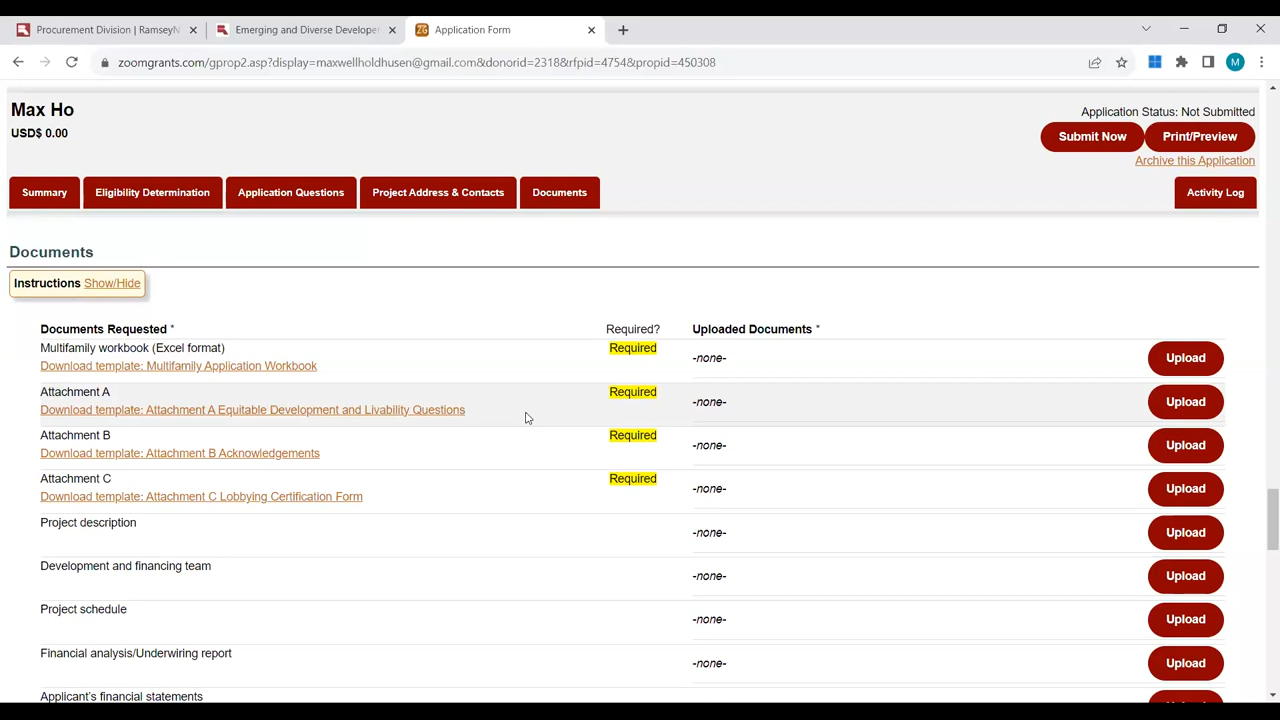 Procurement Division | RamseyN
Emerging and Diverse Develope
Application Form
zoomgrants.com/gprop2.asp?display=maxwellholdhusen@gmail.com&donorid=2318&rfpid=4754&propid=450308
M
Max Ho
USD$ 0.00
Application Status: Not Submitted
Submit Now
Print/Preview
Archive this Application
Summary
Eligibility Determination
Application Questions
Project Address & Contacts
Documents
Activity Log
Documents
Instructions Show/Hide
Documents Requested * Required? Uploaded Documents *
Multifamily workbook (Excel format) Required
Download template: Multifamily Application Workbook
-none- Upload
Attachment A Required
Download template: Attachment A Equitable Development and Livability Questions
-none- Upload
Attachment B Required
Download template: Attachment B Acknowledgements
-none- Upload
Attachment C Required
Download template: Attachment C Lobbying Certification Form
-none- Upload
Project description
-none- Upload
Development and financing team
-none- Upload
Project schedule
-none- Upload
Financial analysis/Underwiring report
-none- Upload
Applicant's financial statements